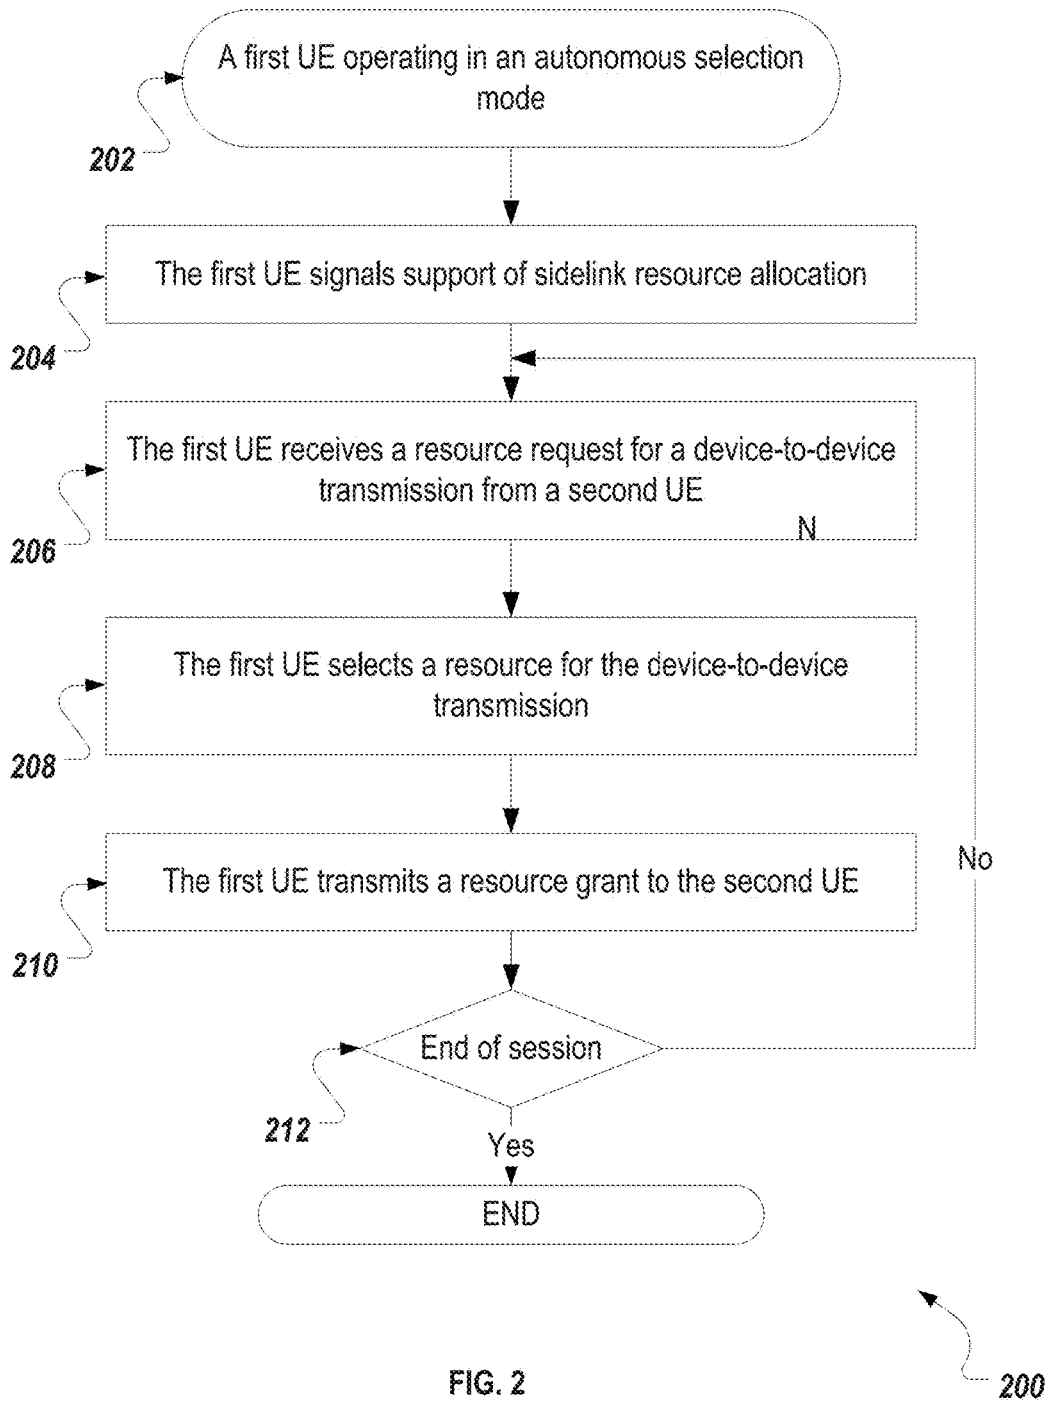 A first UE operating in an autonomous selection
mode
202
The first UE signals support of sidelink resource allocation
204
The first UE receives a resource request for a device-to-device
transmission from a second UE
N
206
The first UE selects a resource for the device-to-device
transmission
208
No
The first UE transmits a resource grant to the second UE
210
End of session
212
Yes
END
FIG. 2
200